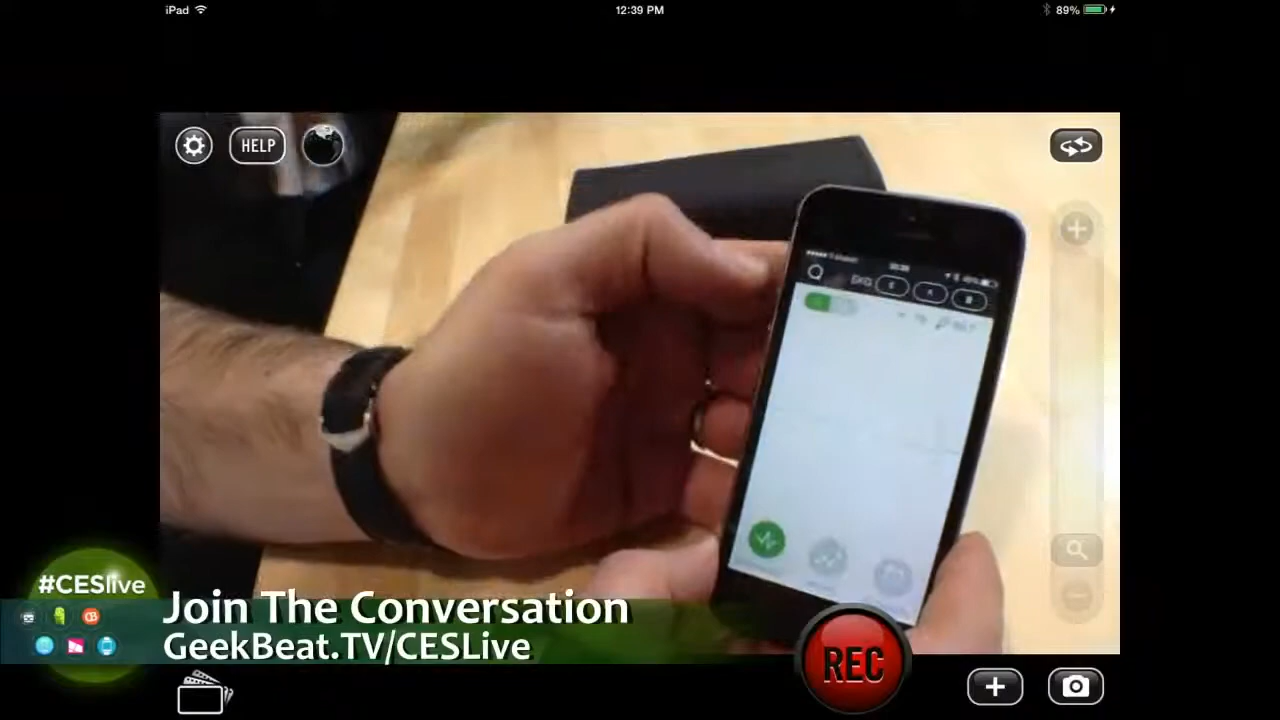 iPad
12:39 PM
89%
HELP
#CESlive
Join The Conversation
GeekBeat.TV/CESLive
REC